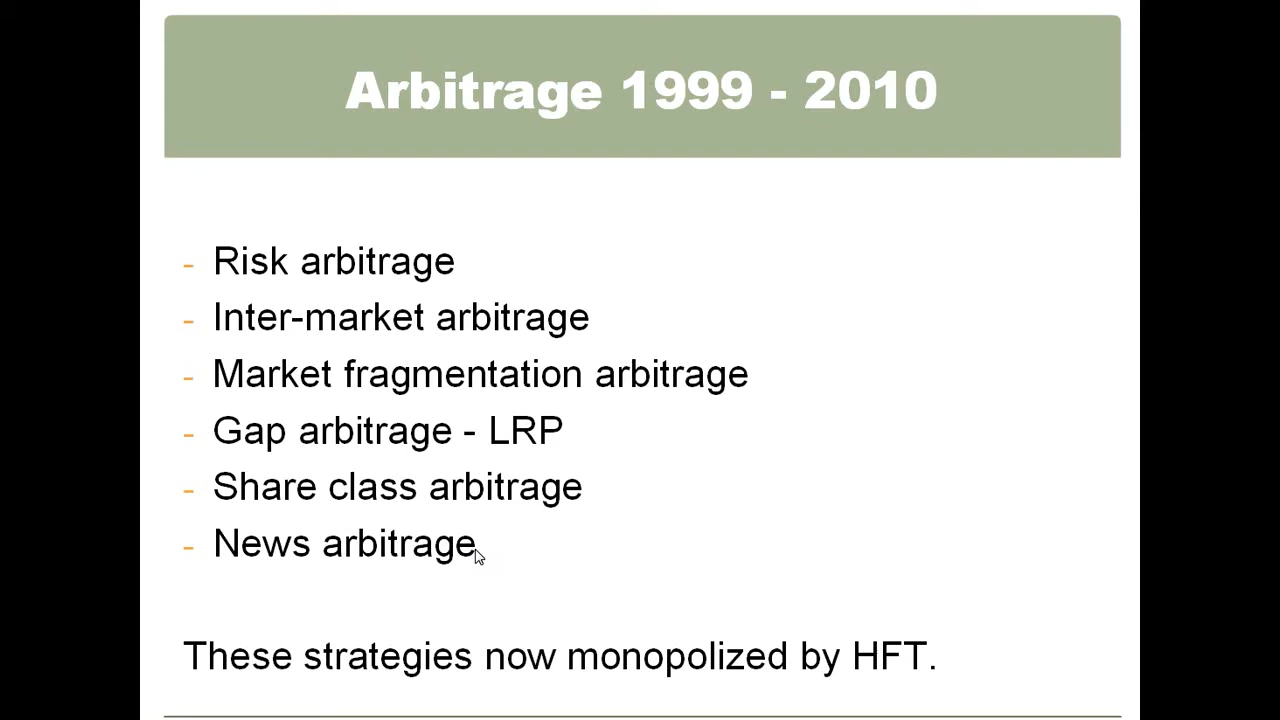 Arbitrage 1999 - 2010
- Risk arbitrage
- Inter-market arbitrage
- Market fragmentation arbitrage
- Gap arbitrage - LRP
- Share class arbitrage
- News arbitrage
These strategies now monopolized by HFT.